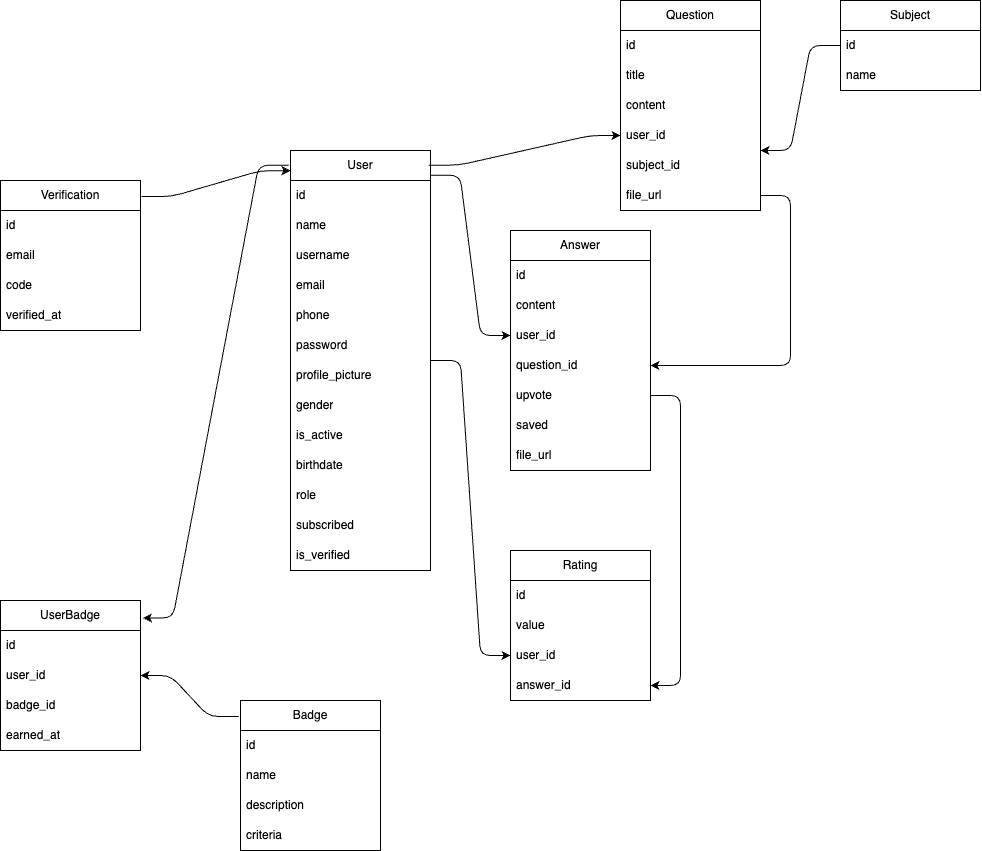 Question
id
title
content
user_id
subject_id
file_url
Subject
id
name
User
id
name
username
email
phone
password
profile_picture
gender
is_active
birthdate
role
subscribed
is_verified
Verification
id
email
code
verified_at
Answer
id
content
user_id
question_id
upvote
saved
file_url
Rating
id
value
user_id
answer_id
UserBadge
id
user_id
badge_id
earned_at
Badge
id
name
description
criteria